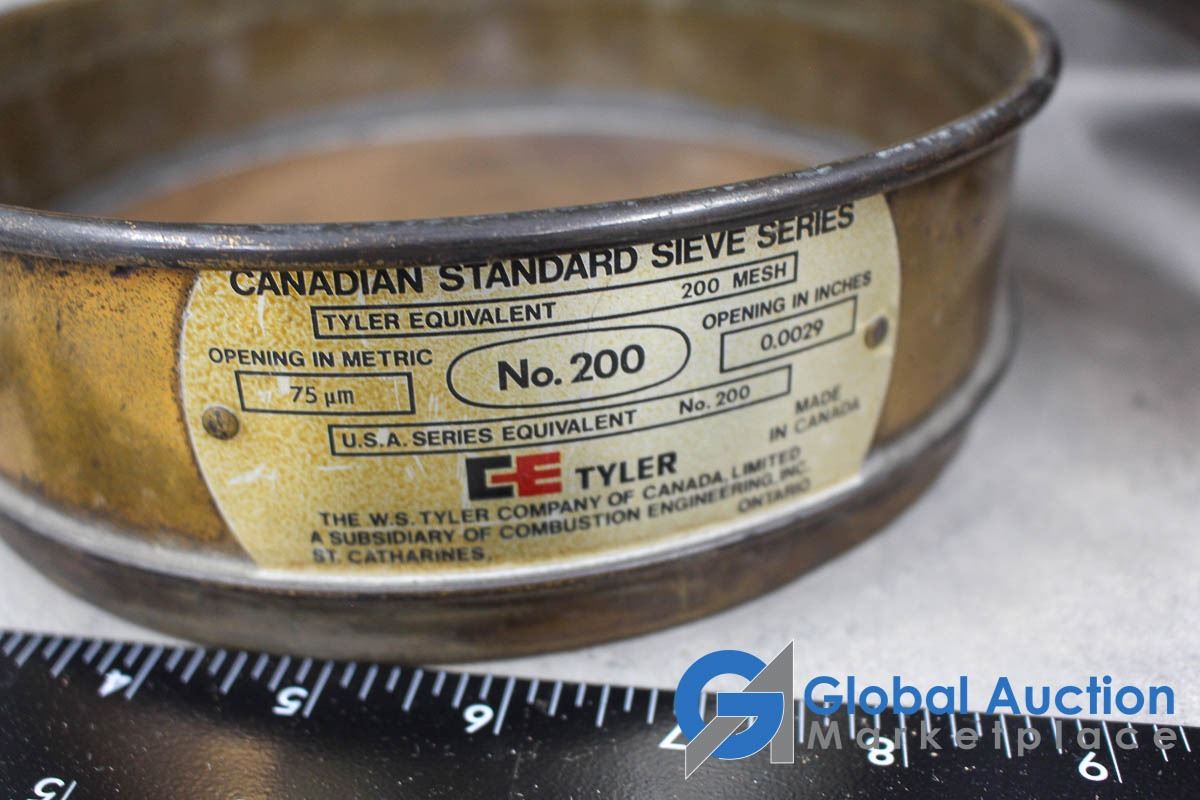 CANADIAN STANDARD SIEVE SERIES
TYLER EQUIVALENT 200 MESH
OPENING IN METRIC
75 µm
No. 200
OPENING IN INCHES
0.0029
U.S.A. SERIES EQUIVALENT No. 200
MADE
IN CANADA
CE TYLER
THE W.S. TYLER COMPANY OF CANADA, LIMITED
A SUBSIDIARY OF COMBUSTION ENGINEERING, INC.
ST. CATHARINES, ONTARIO
4 5 6 7 8 9
15
G Global Auction
Marketplace